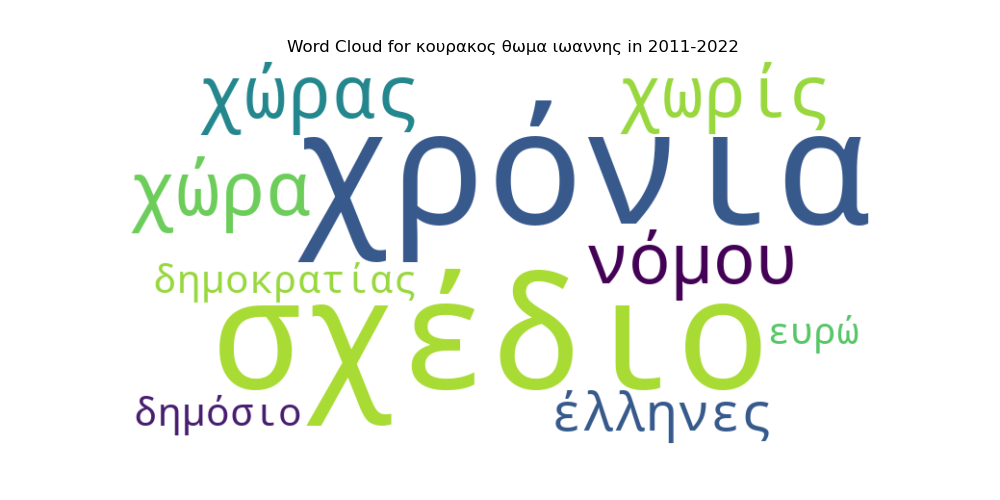 Word Cloud for κουρακος θωμα ιωαννης in 2011-2022
χώρας χωρίς
χρόνια
χώρα
νόμου
δημοκρατίας
σχέδιο
ευρώ
δημόσιο
έλληνες